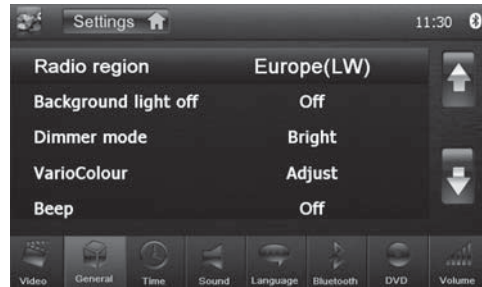 Settings 11:30
Radio region Europe(LW)
Background light off Off
Dimmer mode Bright
VarioColour Adjust
Beep Off
Video General Time Sound Language Bluetooth DVD Volume